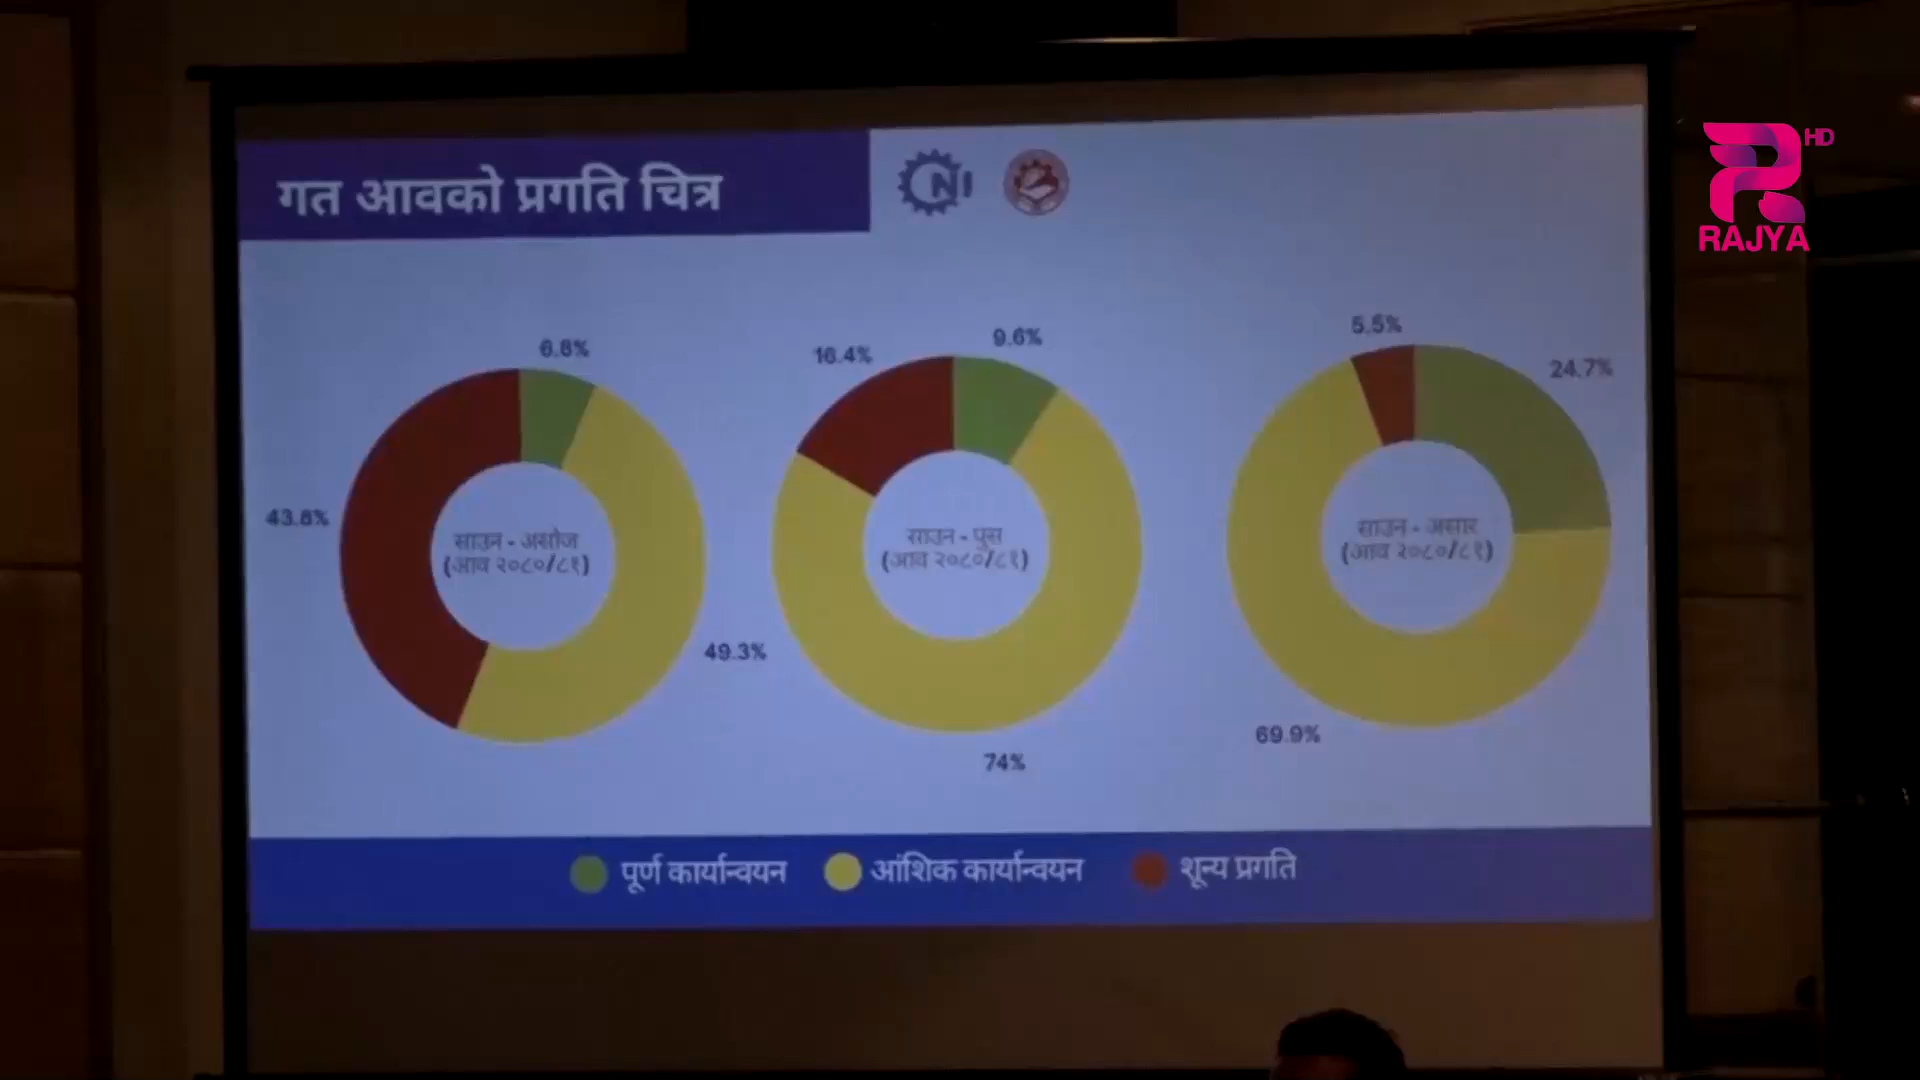 गत आवको प्रगति चित्र
CNI
HD
RAJYA
6.8%
43.8%
49.3%
साउन - असोज
(आव २०८०/८१)
16.4%
9.6%
74%
साउन - पुस
(आव २०८०/८१)
5.5%
24.7%
69.9%
साउन - असार
(आव २०८०/८१)
पूर्ण कार्यान्वयन
आंशिक कार्यान्वयन
शून्य प्रगति